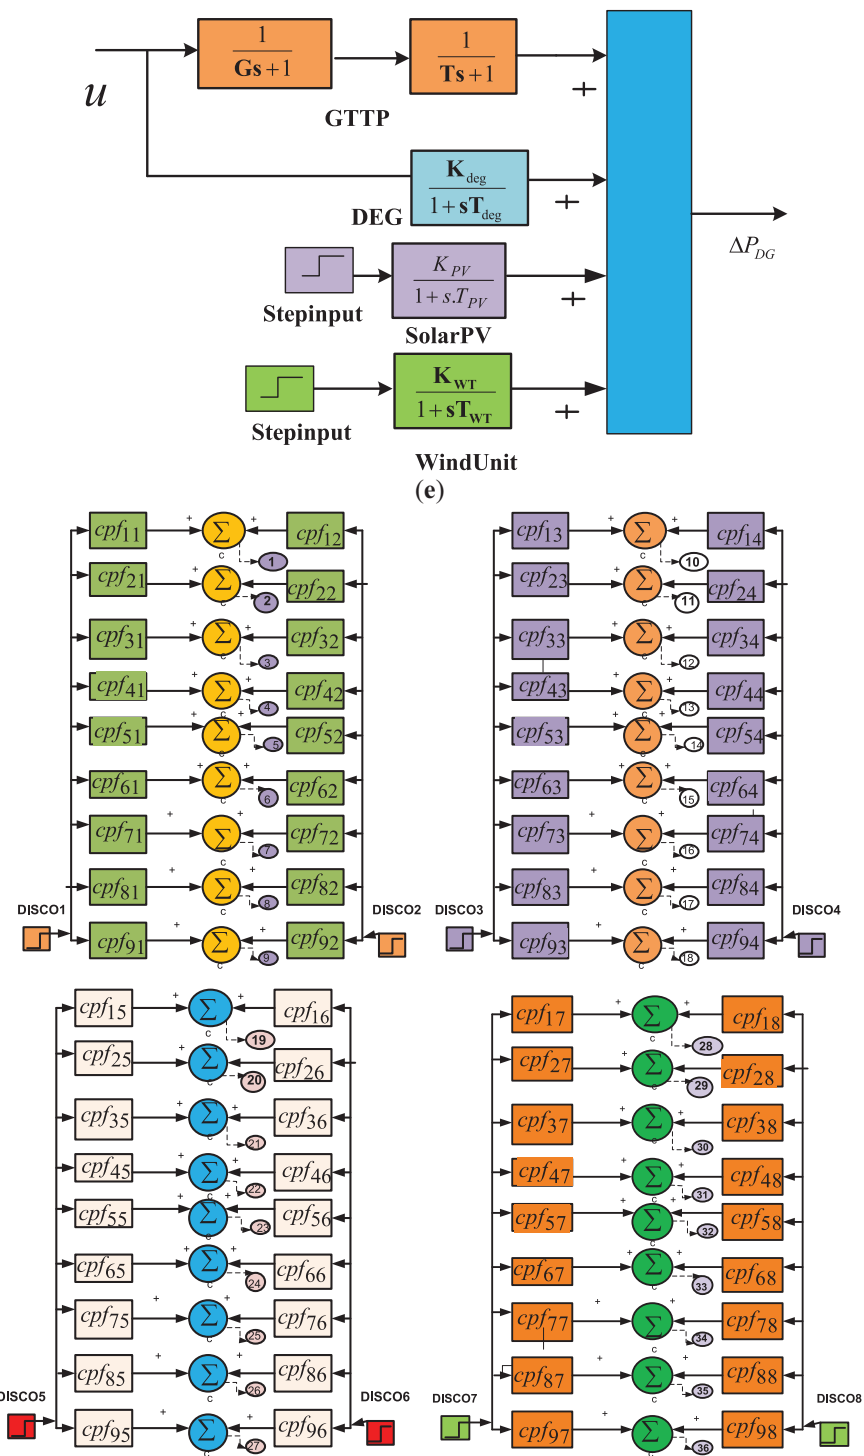 u
1
Gs + 1
1
Ts + 1
+
GTTP
K_deg
1 + sT_deg
+
DEG
ΔP_DG
K_PV
1 + s.T_PV
+
Stepinput
SolarPV
K_WT
1 + sT_WT
+
Stepinput
WindUnit
(e)
cpf11 + Σ + cpf12
c 1
cpf21 + Σ + cpf22
c 2
cpf31 + Σ + cpf32
c 3
cpf41 + Σ + cpf42
c 4
cpf51 + Σ + cpf52
c 5
cpf61 + Σ + cpf62
c 6
cpf71 + Σ + cpf72
c 7
cpf81 + Σ + cpf82
c 8
DISCO1 DISCO2
cpf91 + Σ + cpf92
c 9
cpf13 + Σ + cpf14
c 10
cpf23 + Σ + cpf24
c 11
cpf33 + Σ + cpf34
c 12
cpf43 + Σ + cpf44
c 13
cpf53 + Σ + cpf54
c 14
cpf63 + Σ + cpf64
c 15
cpf73 + Σ + cpf74
c 16
cpf83 + Σ + cpf84
c 17
DISCO3 DISCO4
cpf93 + Σ + cpf94
c 18
cpf15 + Σ + cpf16
c 19
cpf25 + Σ + cpf26
c 20
cpf35 + Σ + cpf36
c 21
cpf45 + Σ + cpf46
c 22
cpf55 + Σ + cpf56
c 23
cpf65 + Σ + cpf66
c 24
cpf75 + Σ + cpf76
c 25
cpf85 + Σ + cpf86
c 26
DISCO5 DISCO6
cpf95 + Σ + cpf96
c 27
cpf17 + Σ + cpf18
c 28
cpf27 + Σ + cpf28
c 29
cpf37 + Σ + cpf38
c 30
cpf47 + Σ + cpf48
c 31
cpf57 + Σ + cpf58
c 32
cpf67 + Σ + cpf68
c 33
cpf77 + Σ + cpf78
c 34
cpf87 + Σ + cpf88
c 35
DISCO7 DISCO8
cpf97 + Σ + cpf98
c 36